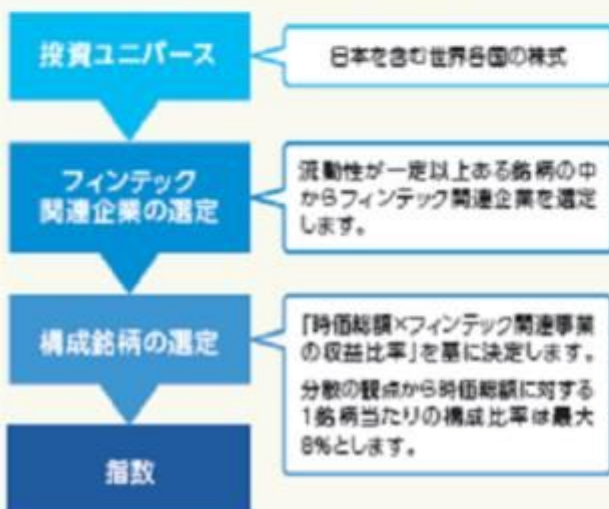 投資ユニバース
日本を含む世界各国の株式
フィンテック
関連企業の選定
流動性が一定以上ある銘柄の中
からフィンテック関連企業を選定
します。
構成銘柄の選定
「時価総額×フィンテック関連事業
の収益比率」を基に決定します。
分散の観点から時価総額に対する
1銘柄当たりの構成比率は最大
8%とします。
指数